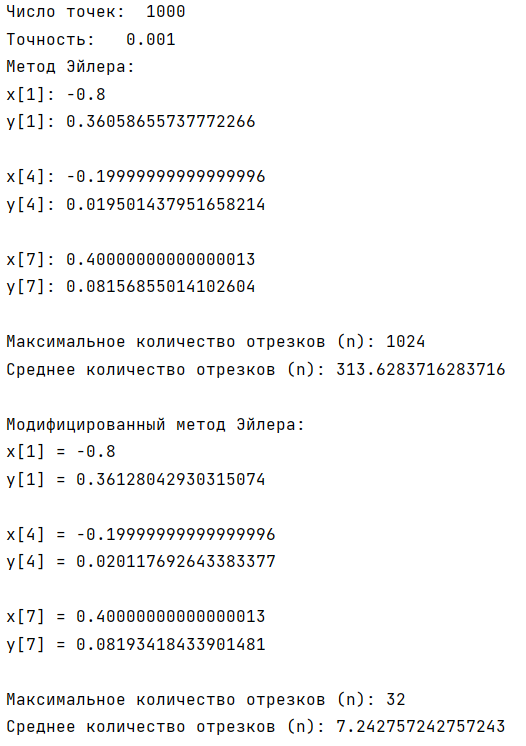 Число точек:  1000
Точность:   0.001
Метод Эйлера:
x[1]: -0.8
y[1]: 0.36058655737772266
x[4]: -0.19999999999999996
y[4]: 0.019501437951658214
x[7]: 0.40000000000000013
y[7]: 0.08156855014102604
Максимальное количество отрезков (n): 1024
Среднее количество отрезков (n): 313.6283716283716
Модифицированный метод Эйлера:
x[1] = -0.8
y[1] = 0.36128042930315074
x[4] = -0.19999999999999996
y[4] = 0.020117692643383377
x[7] = 0.40000000000000013
y[7] = 0.08193418433901481
Максимальное количество отрезков (n): 32
Среднее количество отрезков (n): 7.242757242757243